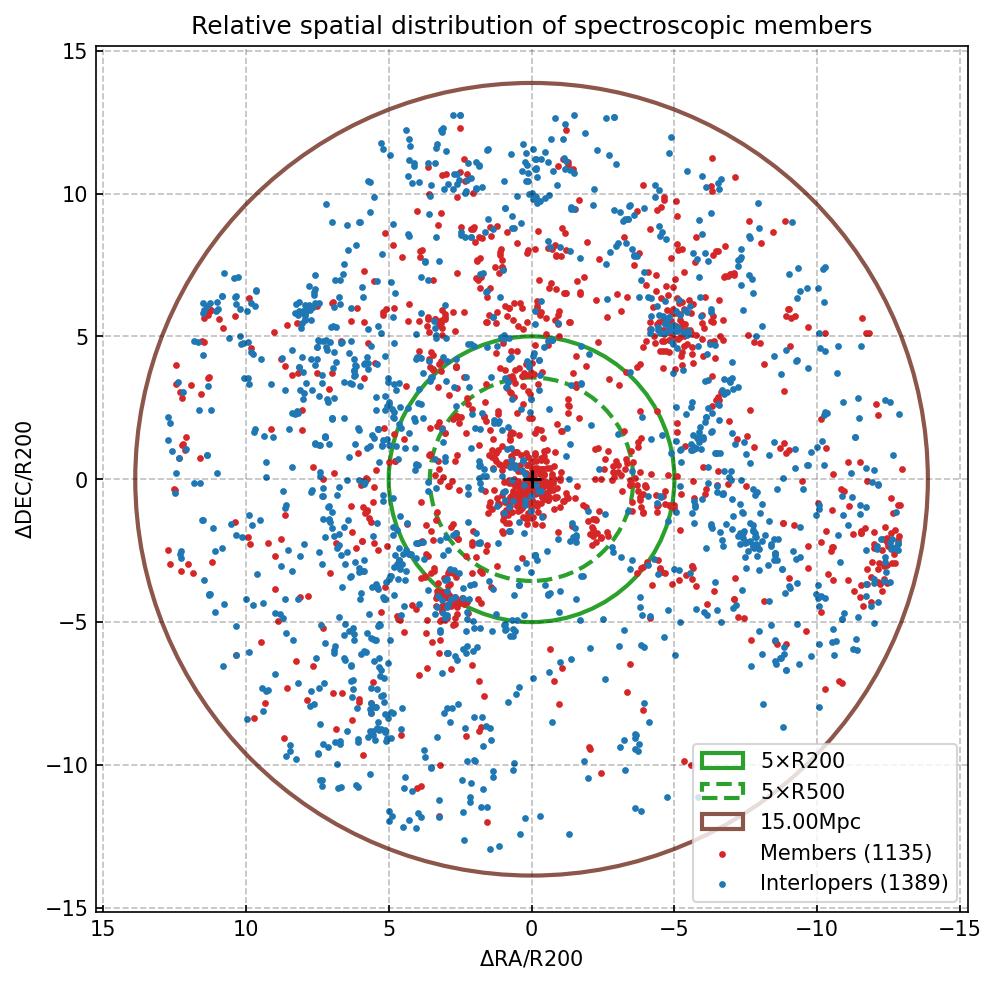 Relative spatial distribution of spectroscopic members
15
10
5
0
−5
−10
−15
ΔDEC/R200
15
10
5
0
−5
−10
−15
ΔRA/R200
5×R200
5×R500
15.00Mpc
Members (1135)
Interlopers (1389)